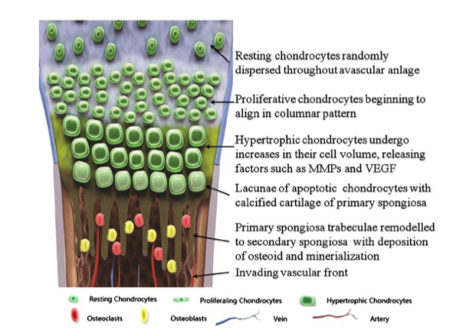 Resting chondrocytes randomly
dispersed throughout avascular anlage
Proliferative chondrocytes beginning to
align in columnar pattern
Hypertrophic chondrocytes undergo
increases in their cell volume, releasing
factors such as MMPs and VEGF
Lacunae of apoptotic chondrocytes with
calcified cartilage of primary spongiosa
Primary spongiosa trabeculae remodelled
to secondary spongiosa with deposition
of osteoid and minerlization
Invading vascular front
Resting Chondrocytes Proliferaling Chondrocytes Hypertrophic Chondrocytes
Osteoclasts Osteoblasts Vein Artery